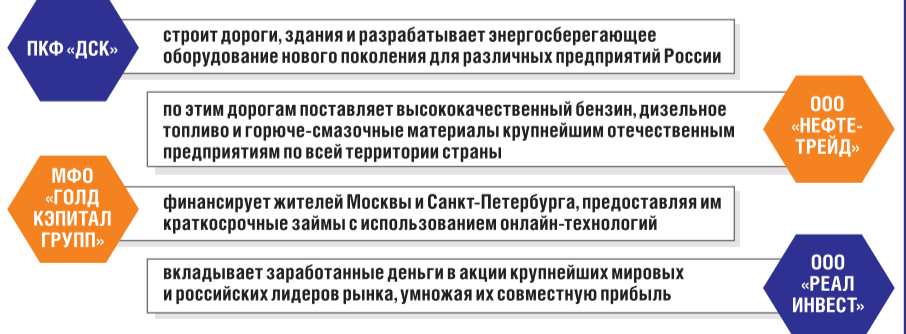 ПКФ «ДСК»
строит дороги, здания и разрабатывает энергосберегающее
оборудование нового поколения для различных предприятий России
по этим дорогам поставляет высококачественный бензин, дизельное
топливо и горюче-смазочные материалы крупнейшим отечественным
предприятиям по всей территории страны
ООО
«НЕФТЕ-
ТРЕЙД»
МФО
«ГОЛД
КЭПИТАЛ
ГРУПП»
финансирует жителей Москвы и Санкт-Петербурга, предоставляя им
краткосрочные займы с использованием онлайн-технологий
вкладывает заработанные деньги в акции крупнейших мировых
и российских лидеров рынка, умножая их совместную прибыль
ООО
«РЕАЛ
ИНВЕСТ»